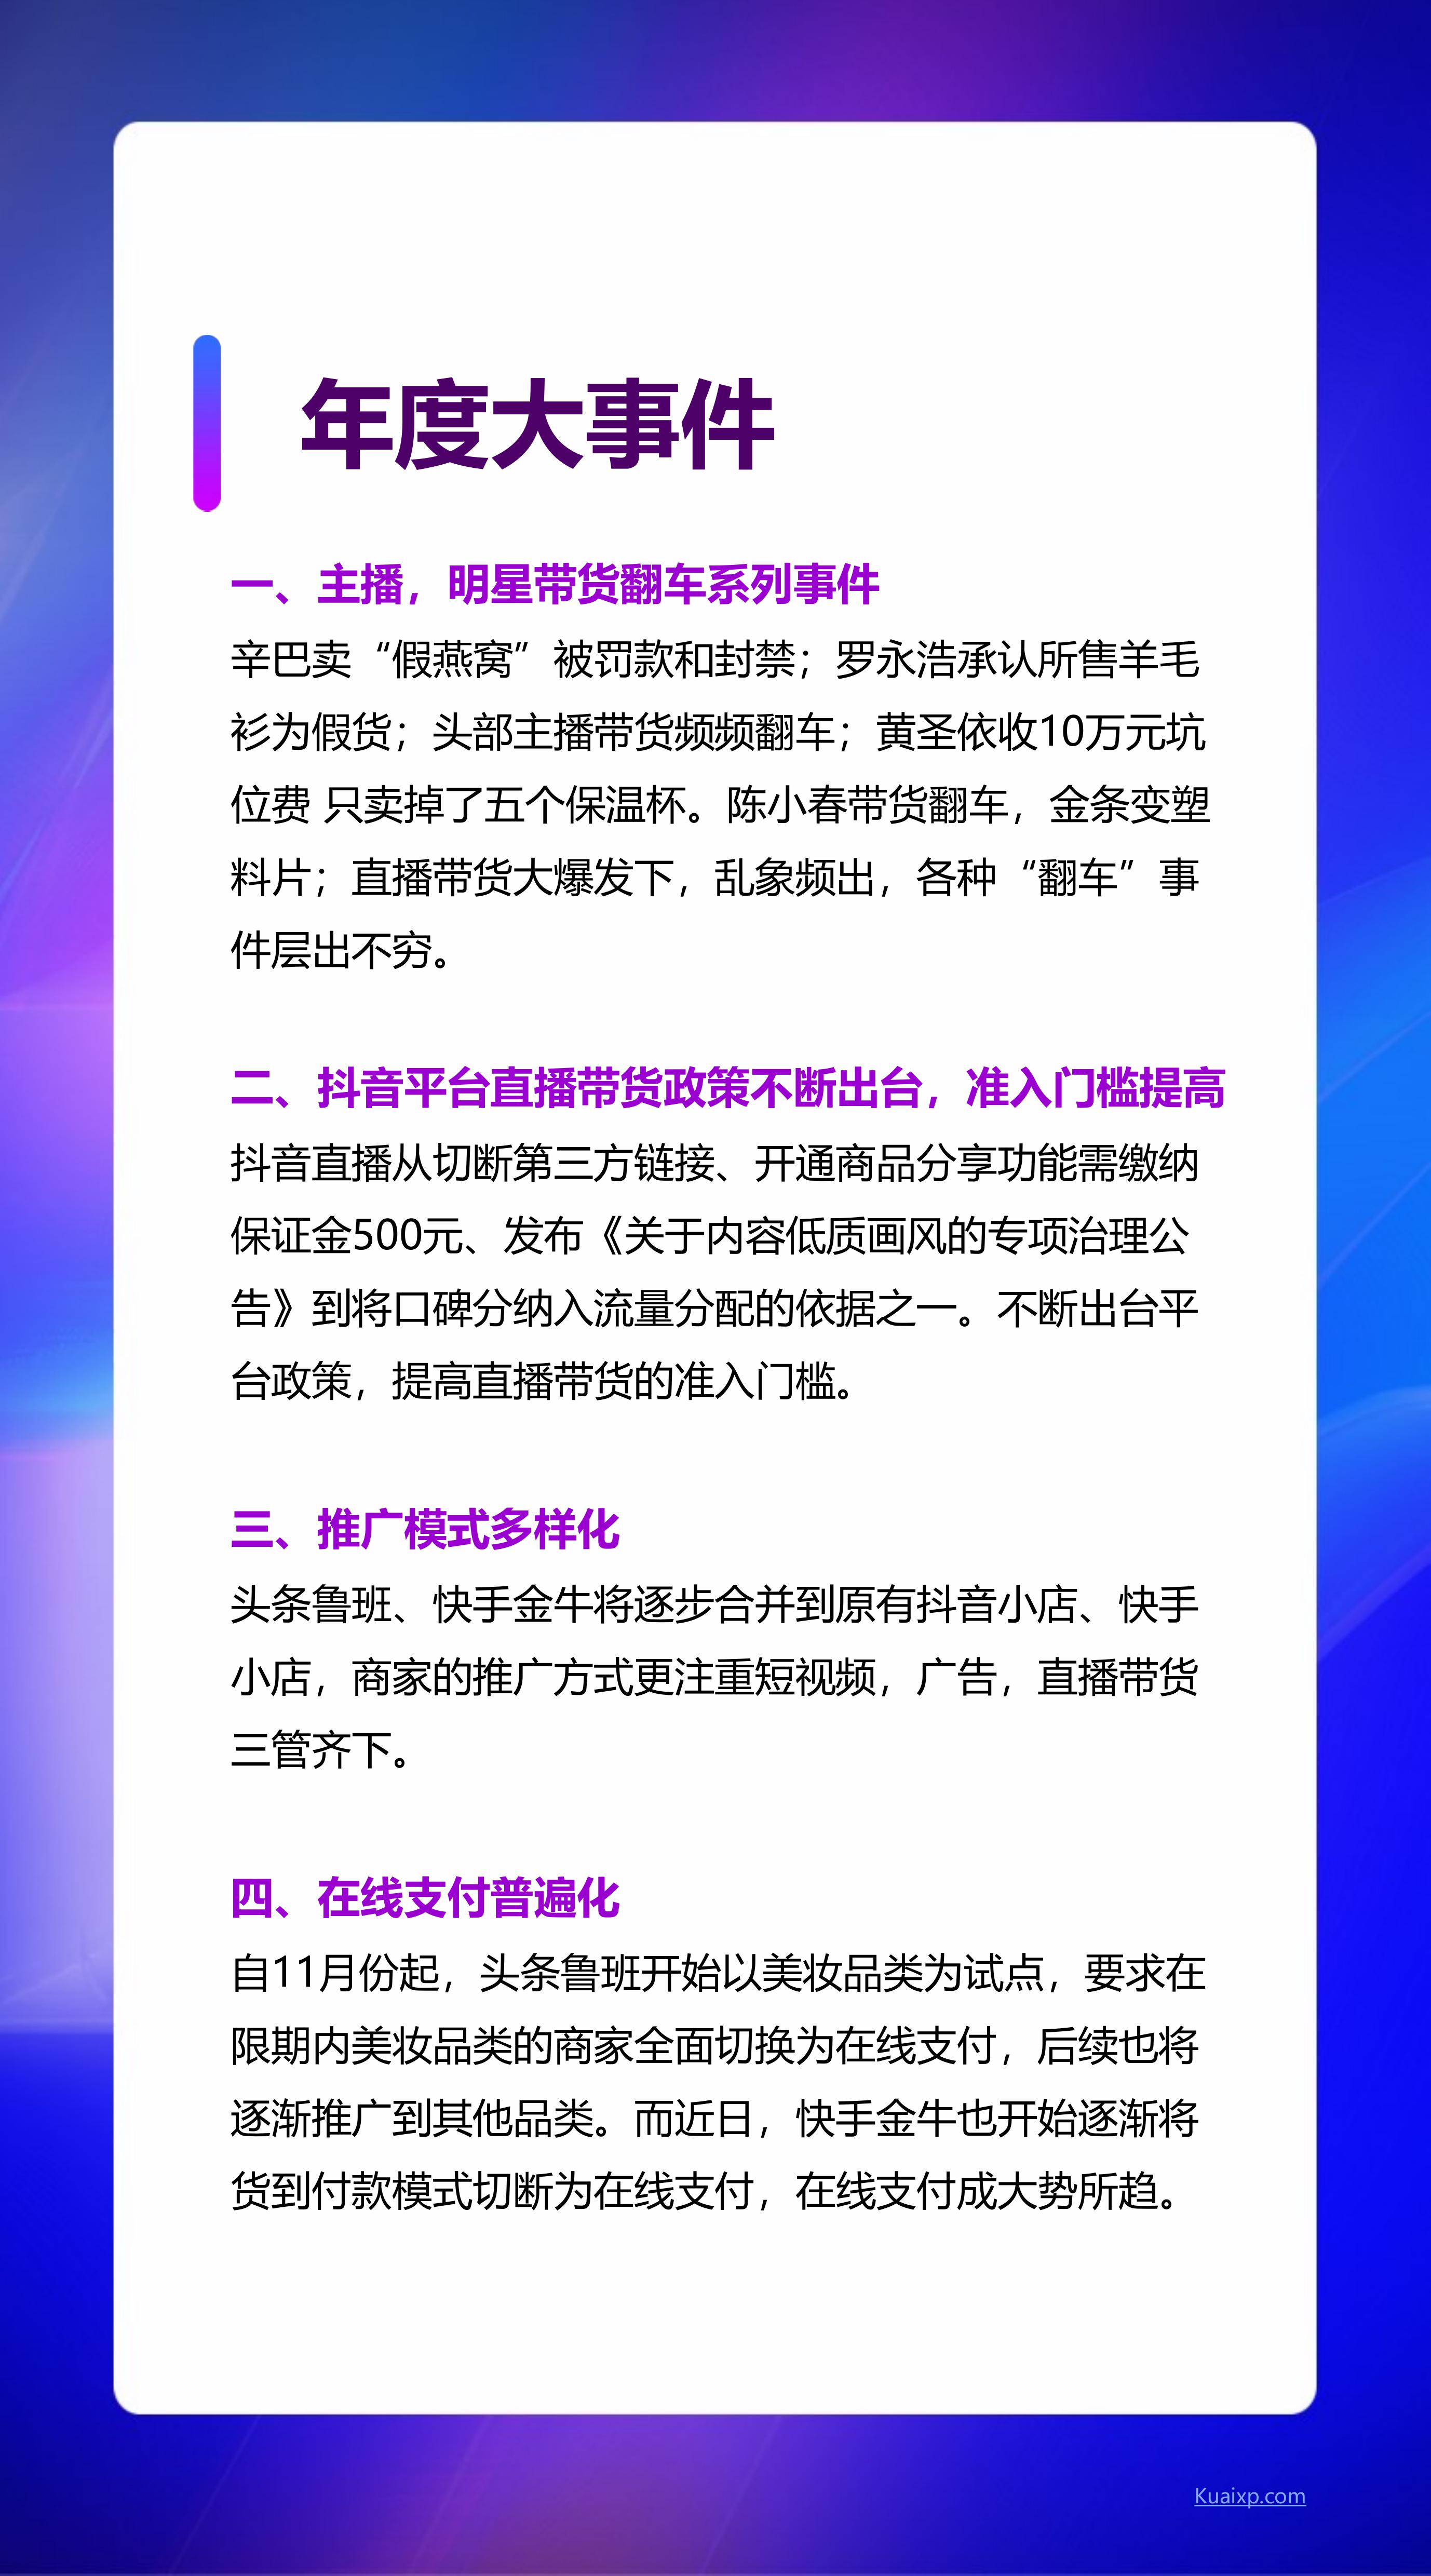 年度大事件
一、主播，明星带货翻车系列事件
辛巴卖“假燕窝”被罚款和封禁；罗永浩承认所售羊毛
衫为假货；头部主播带货频频翻车；黄圣依收10万元坑
位费 只卖掉了五个保温杯。陈小春带货翻车，金条变塑
料片；直播带货大爆发下，乱象频出，各种“翻车”事
件层出不穷。
二、抖音平台直播带货政策不断出台，准入门槛提高
抖音直播从切断第三方链接、开通商品分享功能需缴纳
保证金500元、发布《关于内容低质画风的专项治理公
告》到将口碑分纳入流量分配的依据之一。不断出台平
台政策，提高直播带货的准入门槛。
三、推广模式多样化
头条鲁班、快手金牛将逐步合并到原有抖音小店、快手
小店，商家的推广方式更注重短视频，广告，直播带货
三管齐下。
四、在线支付普遍化
自11月份起，头条鲁班开始以美妆品类为试点，要求在
限期内美妆品类的商家全面切换为在线支付，后续也将
逐渐推广到其他品类。而近日，快手金牛也开始逐渐将
货到付款模式切断为在线支付，在线支付成大势所趋。
Kuaixp.com